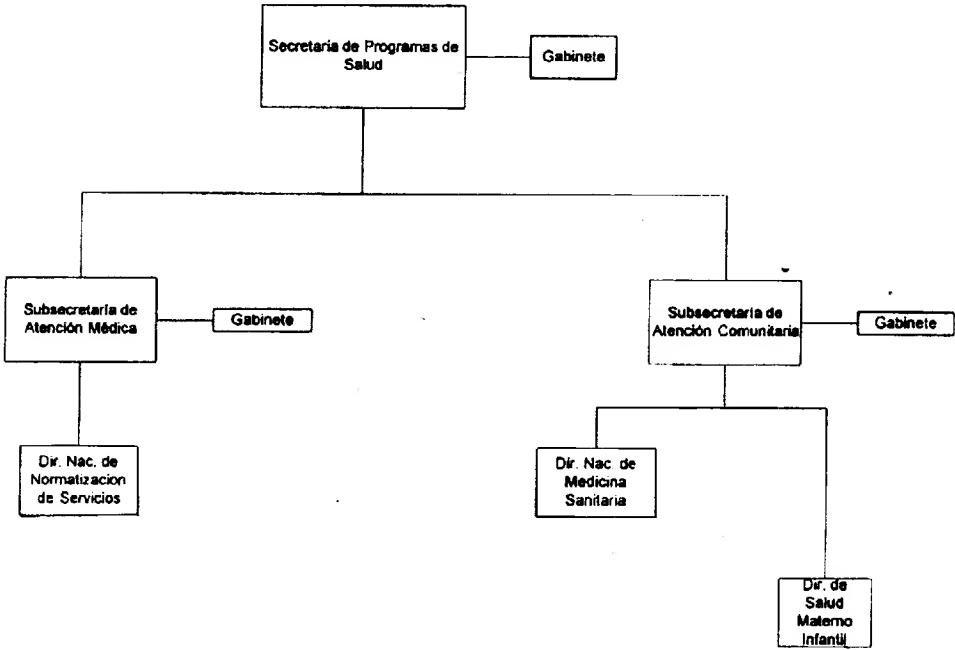 Secretaría de Programas de
Salud
Gabinete
Subsecretaría de
Atención Médica
Gabinete
Subsecretaría de
Atención Comunitaria
Gabinete
Dir. Nac. de
Normatizacion
de Servicios
Dir. Nac. de
Medicina
Sanitaria
Dir. de
Salud
Materno
Infantil